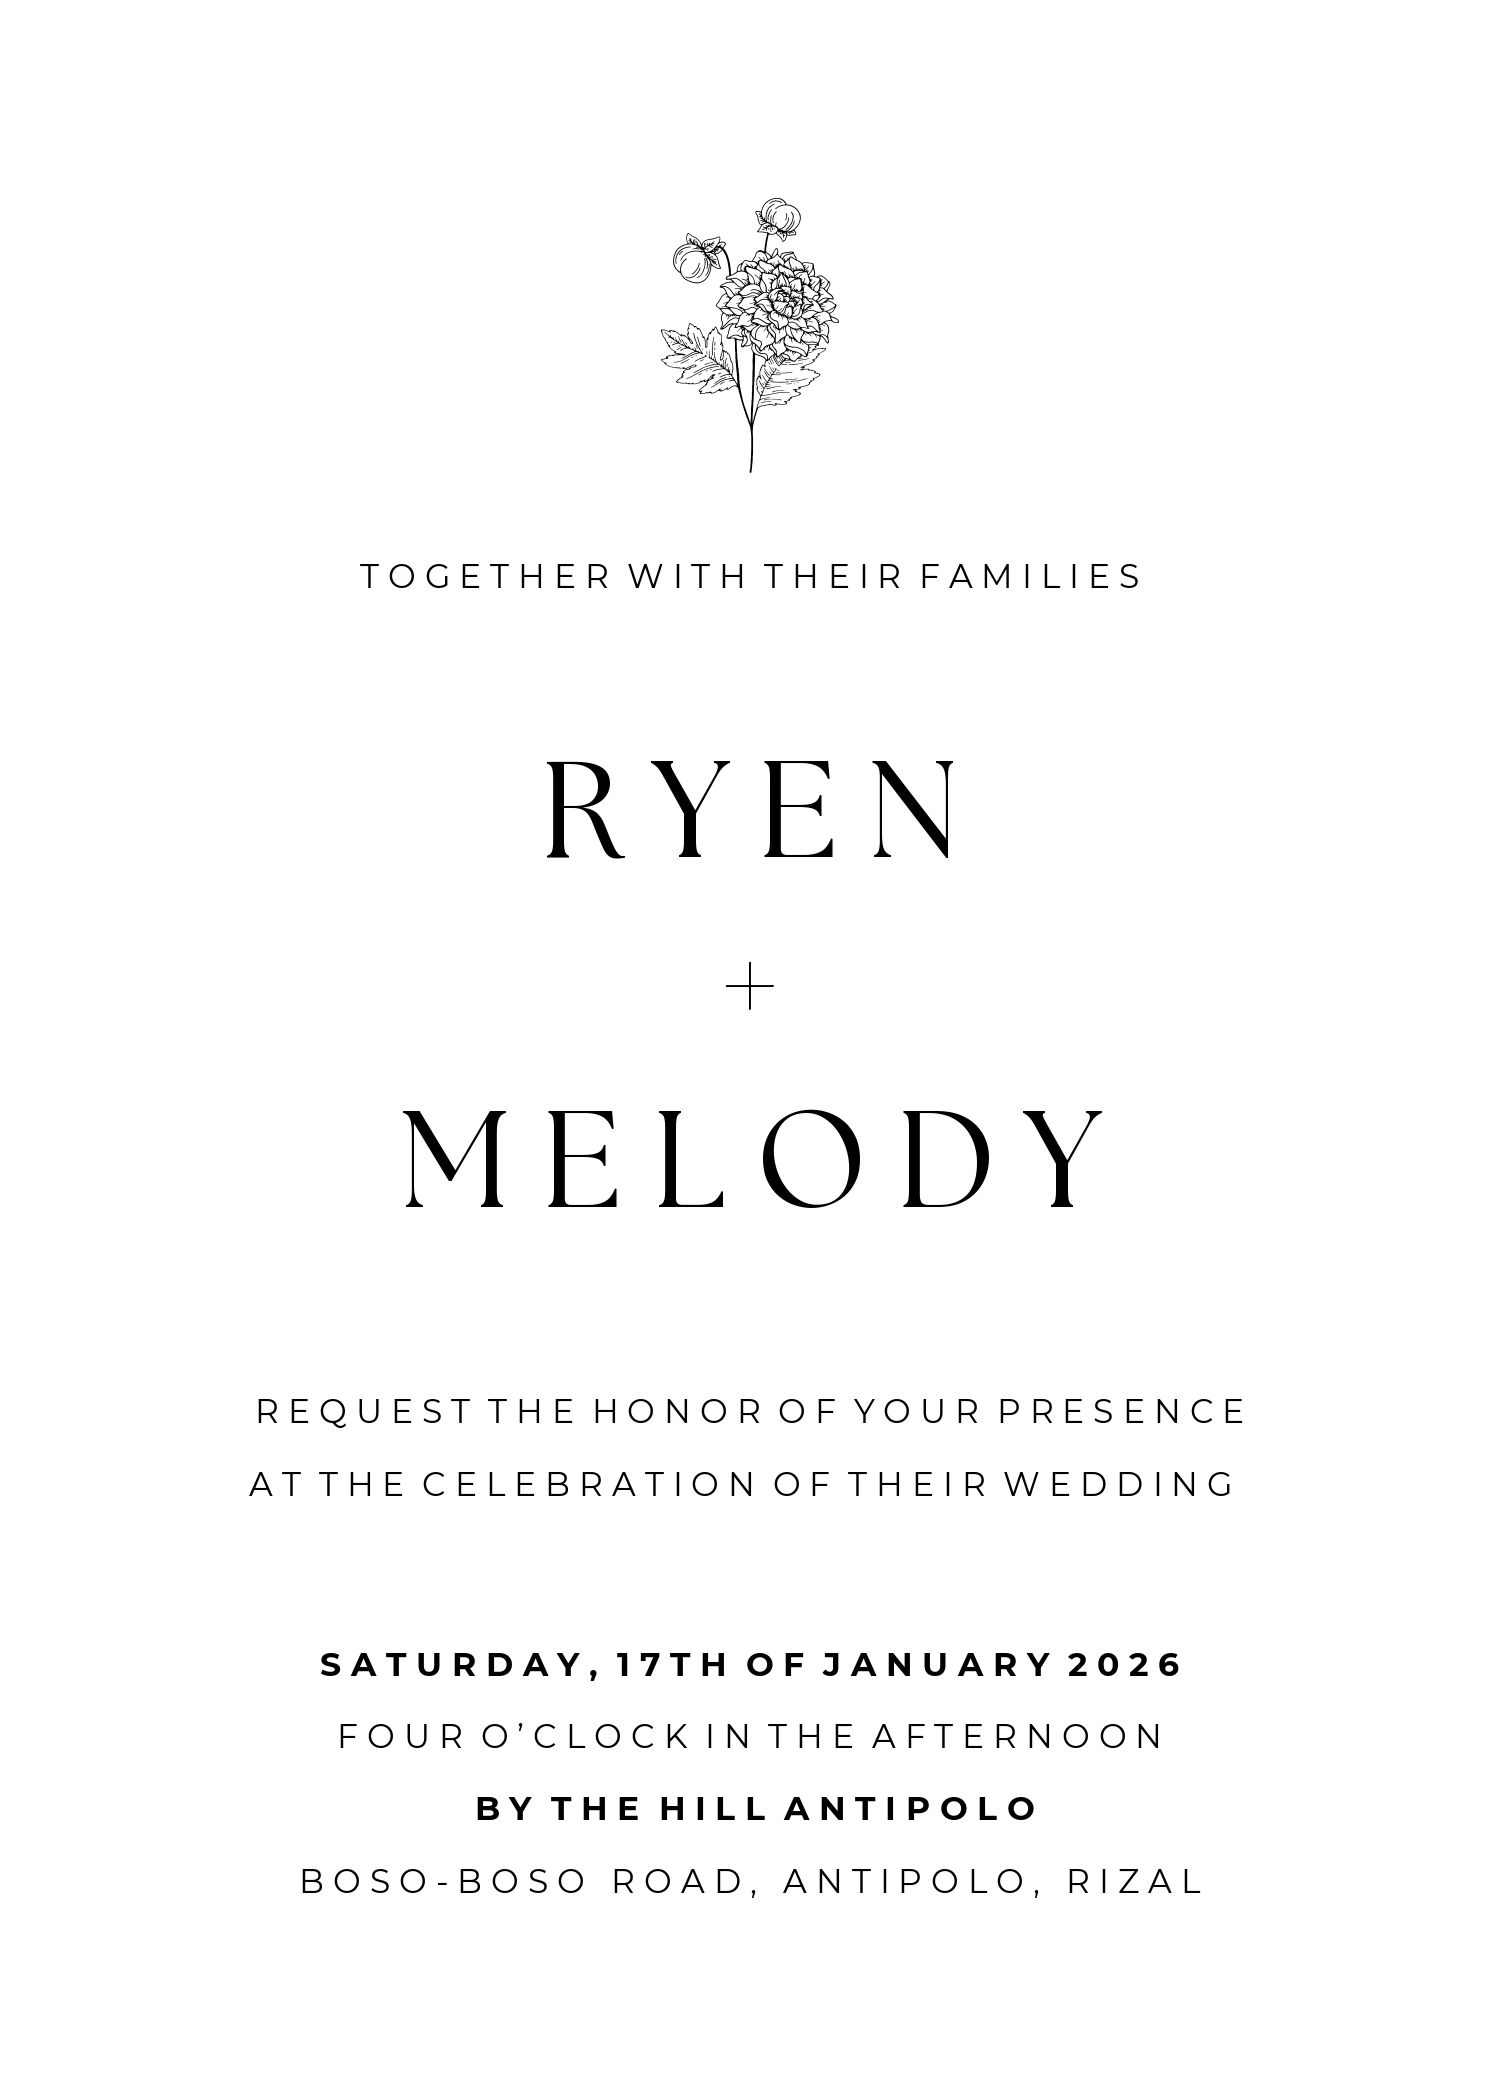 TOGETHER WITH THEIR FAMILIES
RYEN
+
MELODY
REQUEST THE HONOR OF YOUR PRESENCE
AT THE CELEBRATION OF THEIR WEDDING
SATURDAY, 17TH OF JANUARY 2026
FOUR O’CLOCK IN THE AFTERNOON
BY THE HILL ANTIPOLO
BOSO-BOSO ROAD, ANTIPOLO, RIZAL